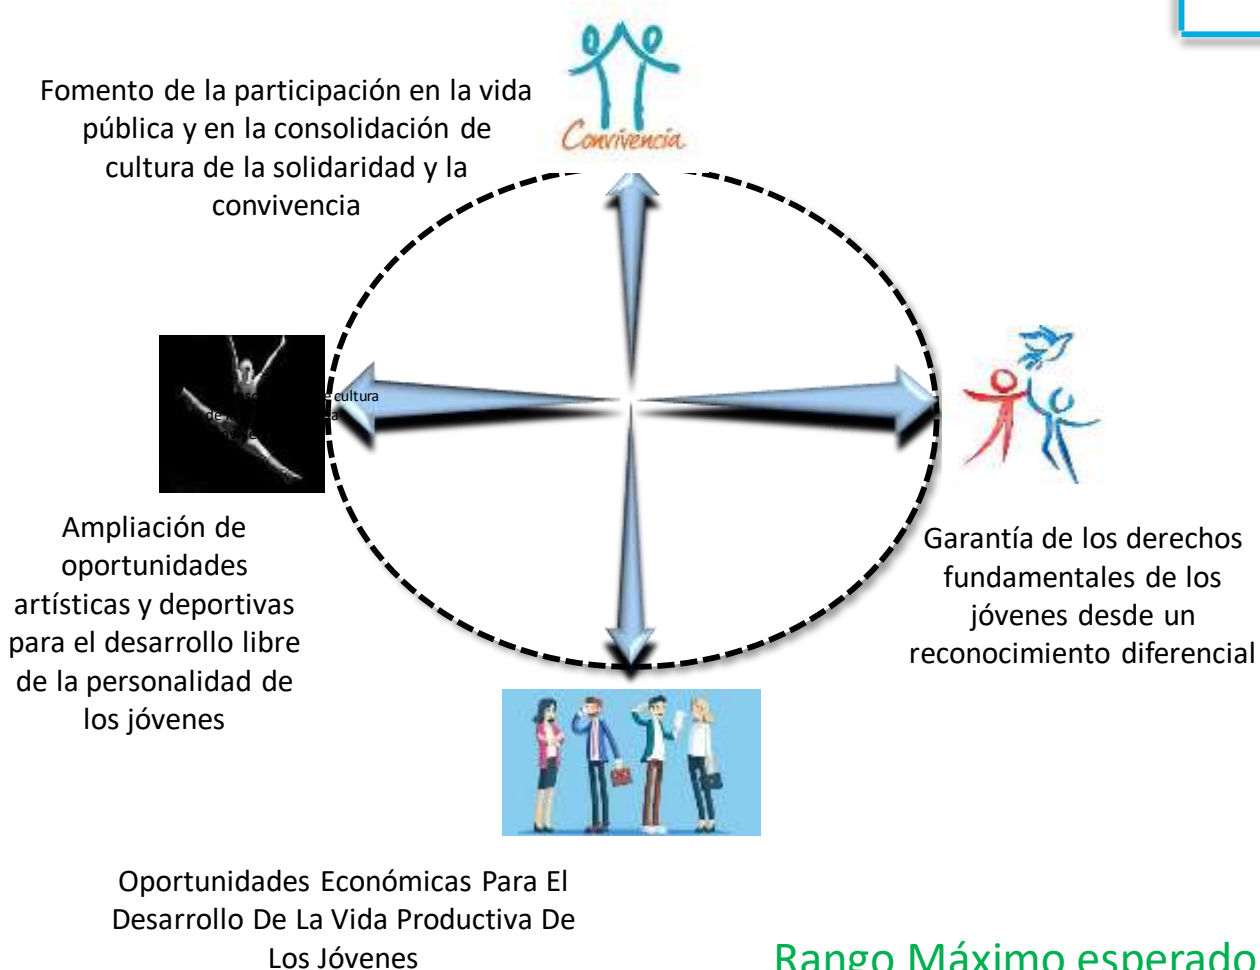 Fomento de la participación en la vida
pública y en la consolidación de
cultura de la solidaridad y la
convivencia
Convivencia
cultura
de
Ampliación de
oportunidades
artísticas y deportivas
para el desarrollo libre
de la personalidad de
los jóvenes
Garantía de los derechos
fundamentales de los
jóvenes desde un
reconocimiento diferencial
Oportunidades Económicas Para El
Desarrollo De La Vida Productiva De
Los Jóvenes
Rango Máximo esperado